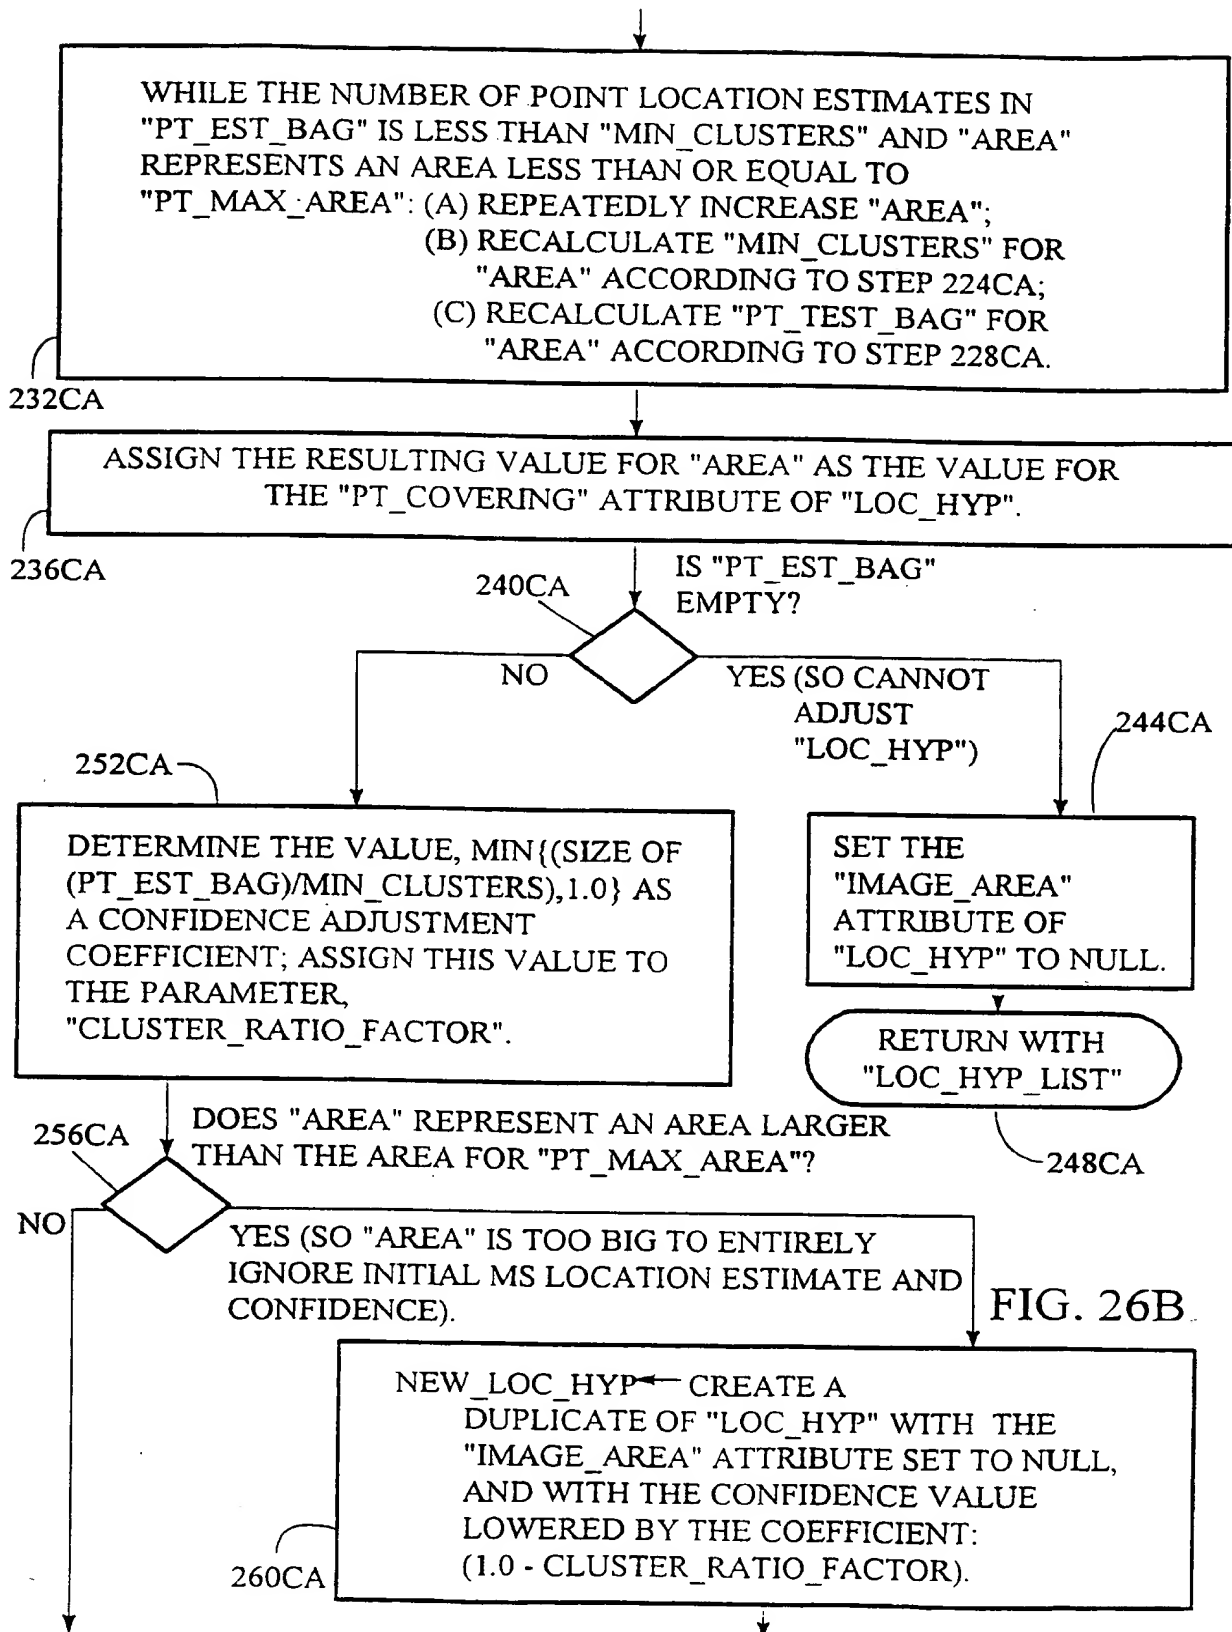 WHILE THE NUMBER OF POINT LOCATION ESTIMATES IN
"PT_EST_BAG" IS LESS THAN "MIN_CLUSTERS" AND "AREA"
REPRESENTS AN AREA LESS THAN OR EQUAL TO
"PT_MAX_AREA": (A) REPEATEDLY INCREASE "AREA";
(B) RECALCULATE "MIN_CLUSTERS" FOR
"AREA" ACCORDING TO STEP 224CA;
(C) RECALCULATE "PT_TEST_BAG" FOR
"AREA" ACCORDING TO STEP 228CA.
232CA
ASSIGN THE RESULTING VALUE FOR "AREA" AS THE VALUE FOR
THE "PT_COVERING" ATTRIBUTE OF "LOC_HYP".
236CA
240CA
IS "PT_EST_BAG"
EMPTY?
NO
YES (SO CANNOT
ADJUST
"LOC_HYP")
244CA
252CA
DETERMINE THE VALUE, MIN{(SIZE OF
(PT_EST_BAG)/MIN_CLUSTERS),1.0} AS
A CONFIDENCE ADJUSTMENT
COEFFICIENT; ASSIGN THIS VALUE TO
THE PARAMETER,
"CLUSTER_RATIO_FACTOR".
SET THE
"IMAGE_AREA"
ATTRIBUTE OF
"LOC_HYP" TO NULL.
RETURN WITH
"LOC_HYP_LIST"
248CA
256CA
DOES "AREA" REPRESENT AN AREA LARGER
THAN THE AREA FOR "PT_MAX_AREA"?
NO
YES (SO "AREA" IS TOO BIG TO ENTIRELY
IGNORE INITIAL MS LOCATION ESTIMATE AND
CONFIDENCE).
FIG. 26B
NEW_LOC_HYP← CREATE A
DUPLICATE OF "LOC_HYP" WITH THE
"IMAGE_AREA" ATTRIBUTE SET TO NULL,
AND WITH THE CONFIDENCE VALUE
LOWERED BY THE COEFFICIENT:
(1.0 - CLUSTER_RATIO_FACTOR).
260CA